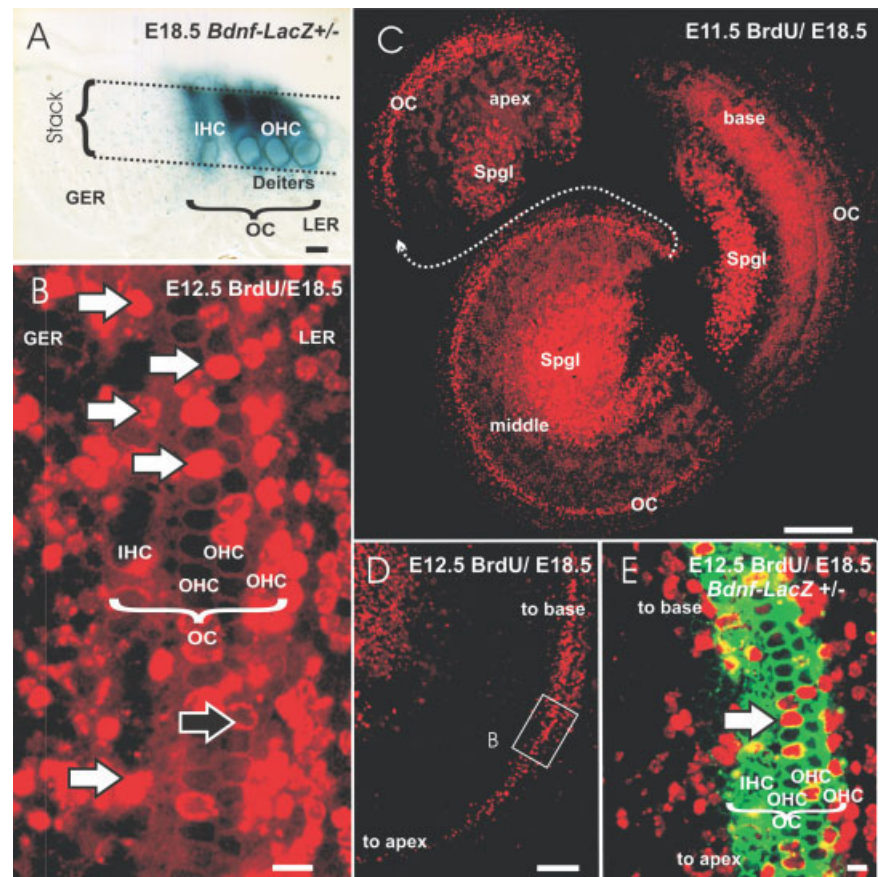 A
E18.5 Bdnf-LacZ+/-
Stack
IHC
OHC
Deiters
GER
OC
LER
B
E12.5 BrdU/E18.5
GER
LER
IHC
OHC
OHC
OHC
OC
C
E11.5 BrdU/ E18.5
OC
apex
Spgl
base
OC
Spgl
Spgl
middle
OC
D
E12.5 BrdU/ E18.5
to base
B
to apex
E
E12.5 BrdU/ E18.5
Bdnf-LacZ +/-
to base
IHC
OHC
OHC
OHC
OC
to apex